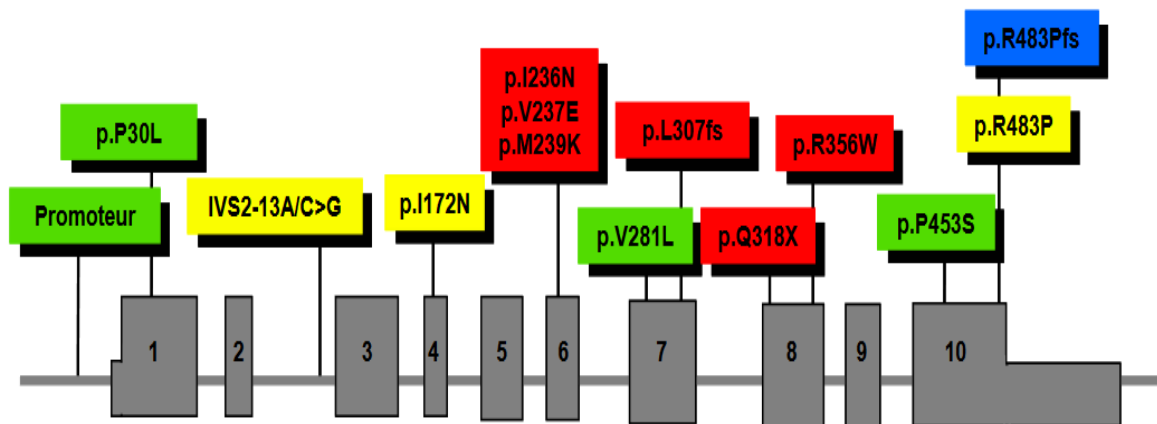 p.R483Pfs
p.I236N
p.V237E
p.M239K
p.P30L
p.L307fs
p.R356W
p.R483P
Promoteur
IVS2-13A/C>G
p.I172N
p.V281L
p.Q318X
p.P453S
1
2
3
4
5
6
7
8
9
10